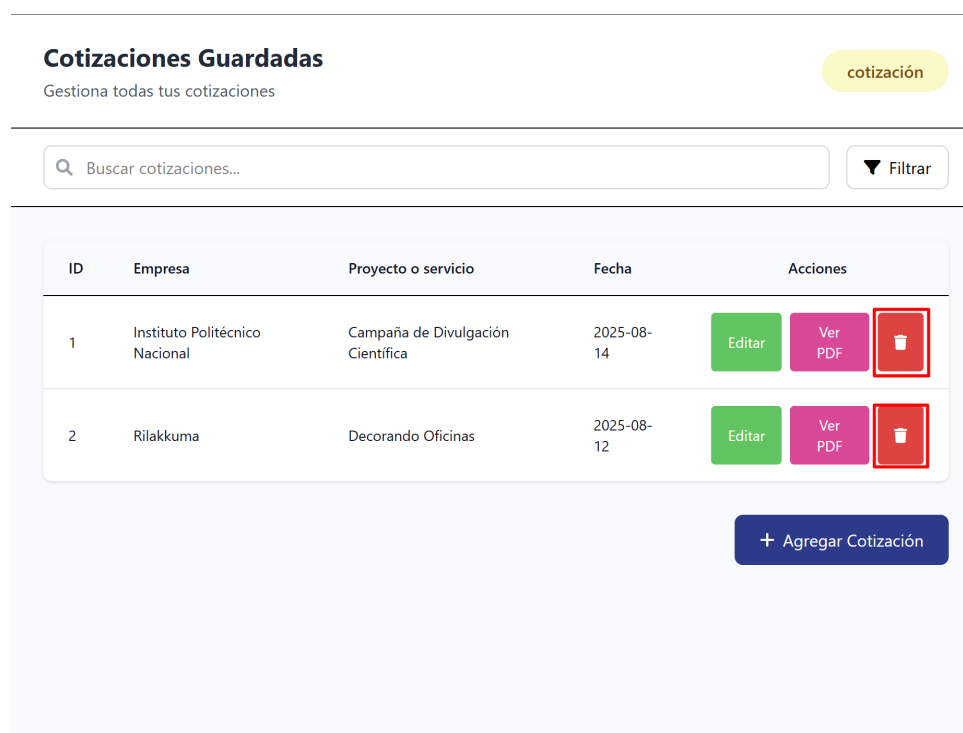 Cotizaciones Guardadas
Gestiona todas tus cotizaciones
cotización
Buscar cotizaciones...
Filtrar
ID Empresa Proyecto o servicio Fecha Acciones
1 Instituto Politécnico Nacional Campaña de Divulgación Científica 2025-08-14 Editar Ver PDF
2 Rilakkuma Decorando Oficinas 2025-08-12 Editar Ver PDF
+ Agregar Cotización